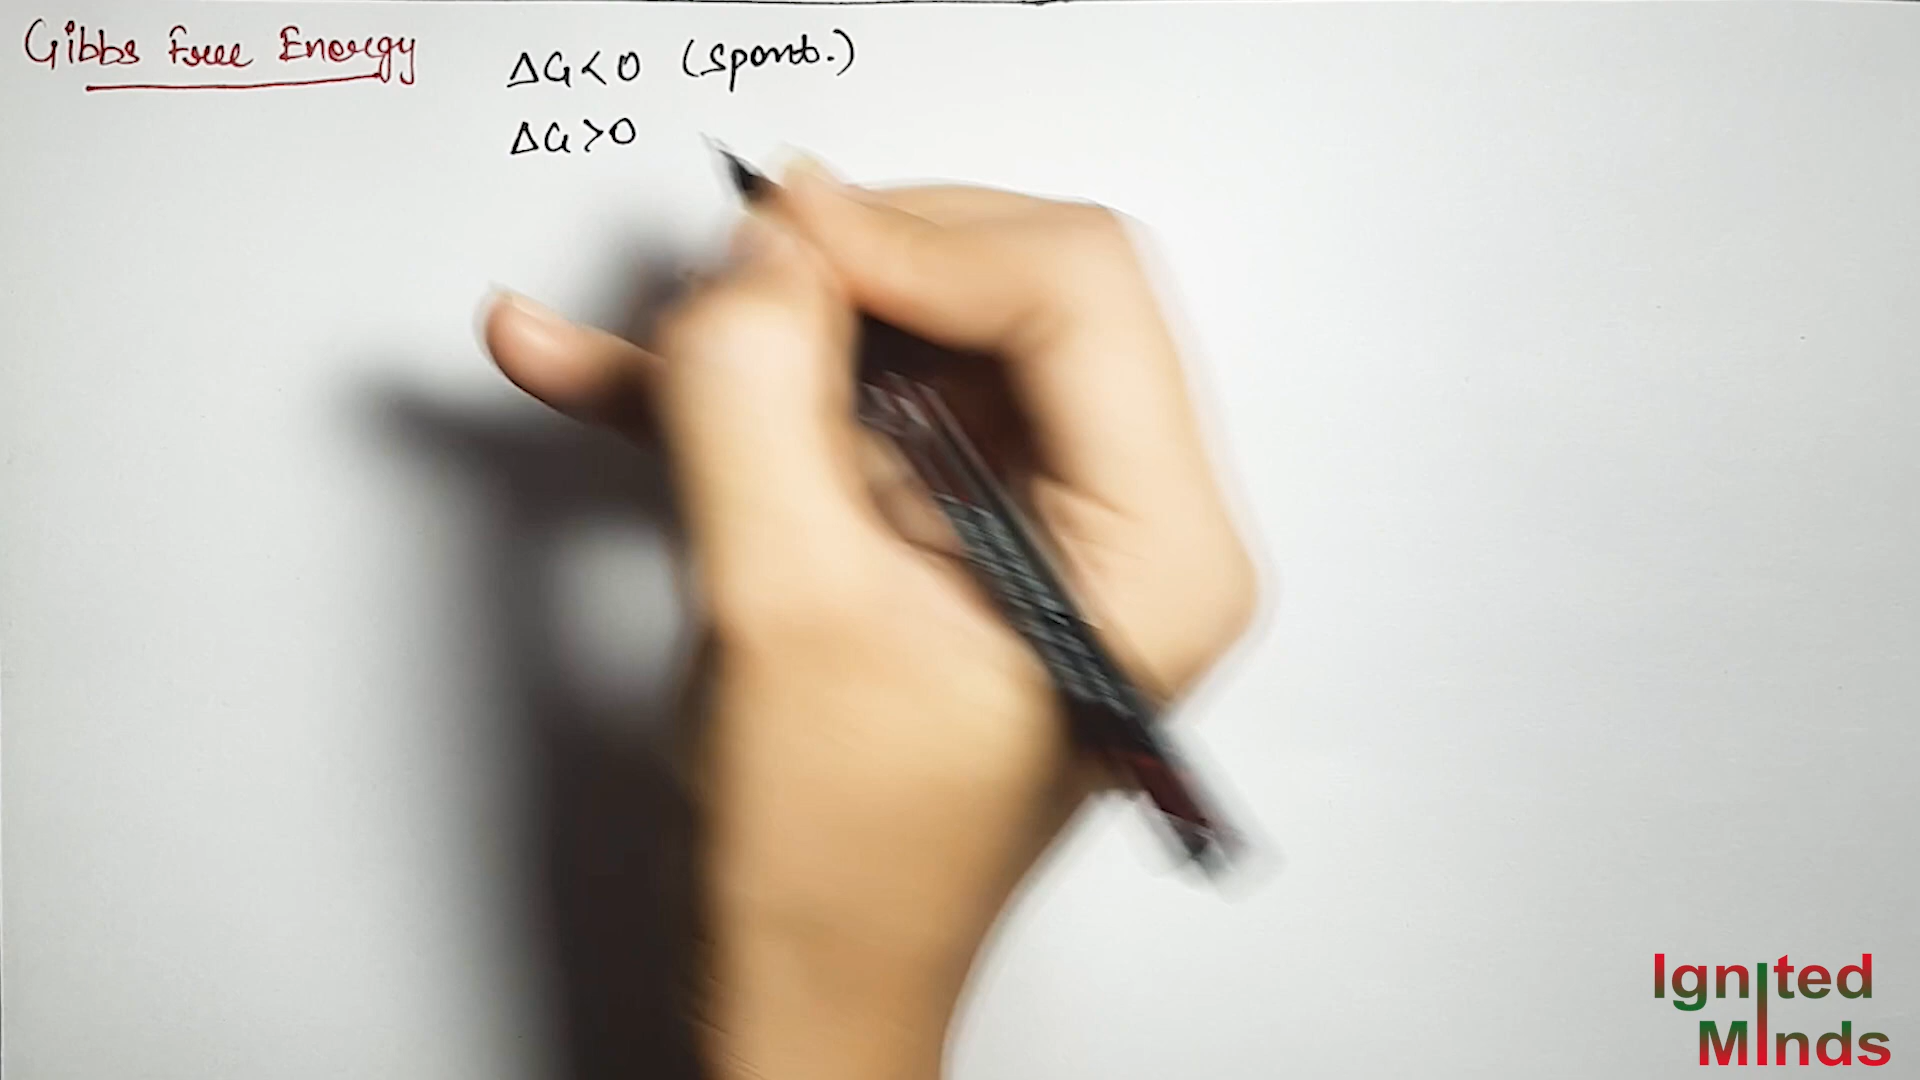 Gibbs Free Energy
ΔG<0 (spont.)
ΔG>0
Ignited
Minds